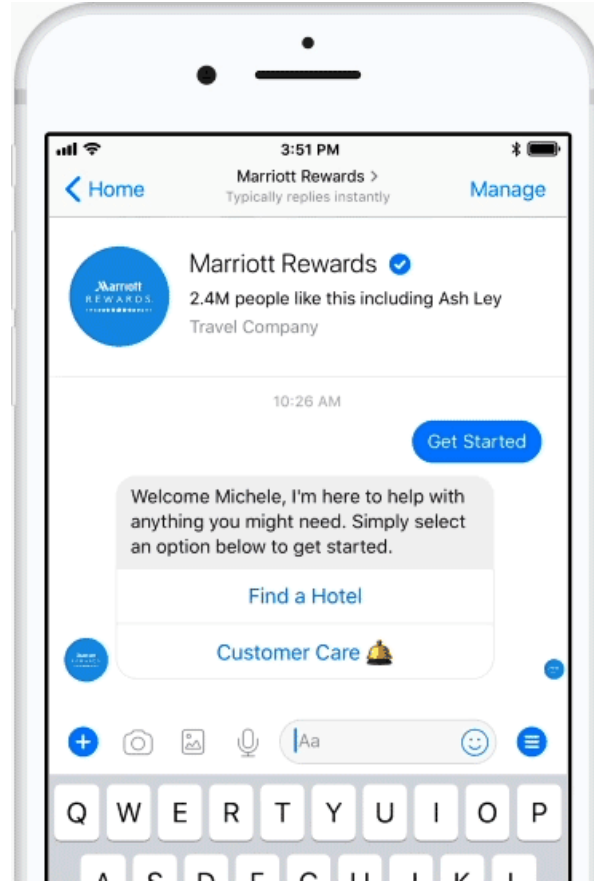 3:51 PM
Home
Marriott Rewards >
Typically replies instantly
Manage
Marriott
REWARDS.
Marriott Rewards
2.4M people like this including Ash Ley
Travel Company
10:26 AM
Get Started
Welcome Michele, I'm here to help with
anything you might need. Simply select
an option below to get started.
Find a Hotel
Customer Care
Aa
Q W E R T Y U I O P
A S D F G H J K L